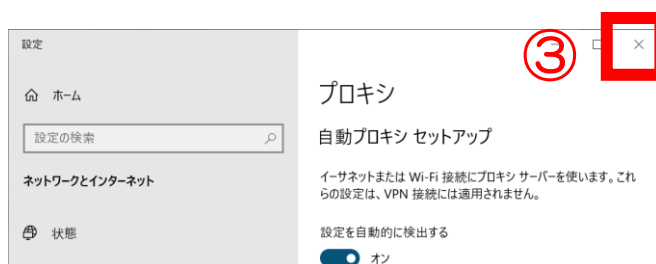 設定
③
ホーム
設定の検索
ネットワークとインターネット
状態
プロキシ
自動プロキシ セットアップ
イーサネットまたは Wi-Fi 接続にプロキシ サーバーを使います。これ
らの設定は、VPN 接続には適用されません。
設定を自動的に検出する
オン